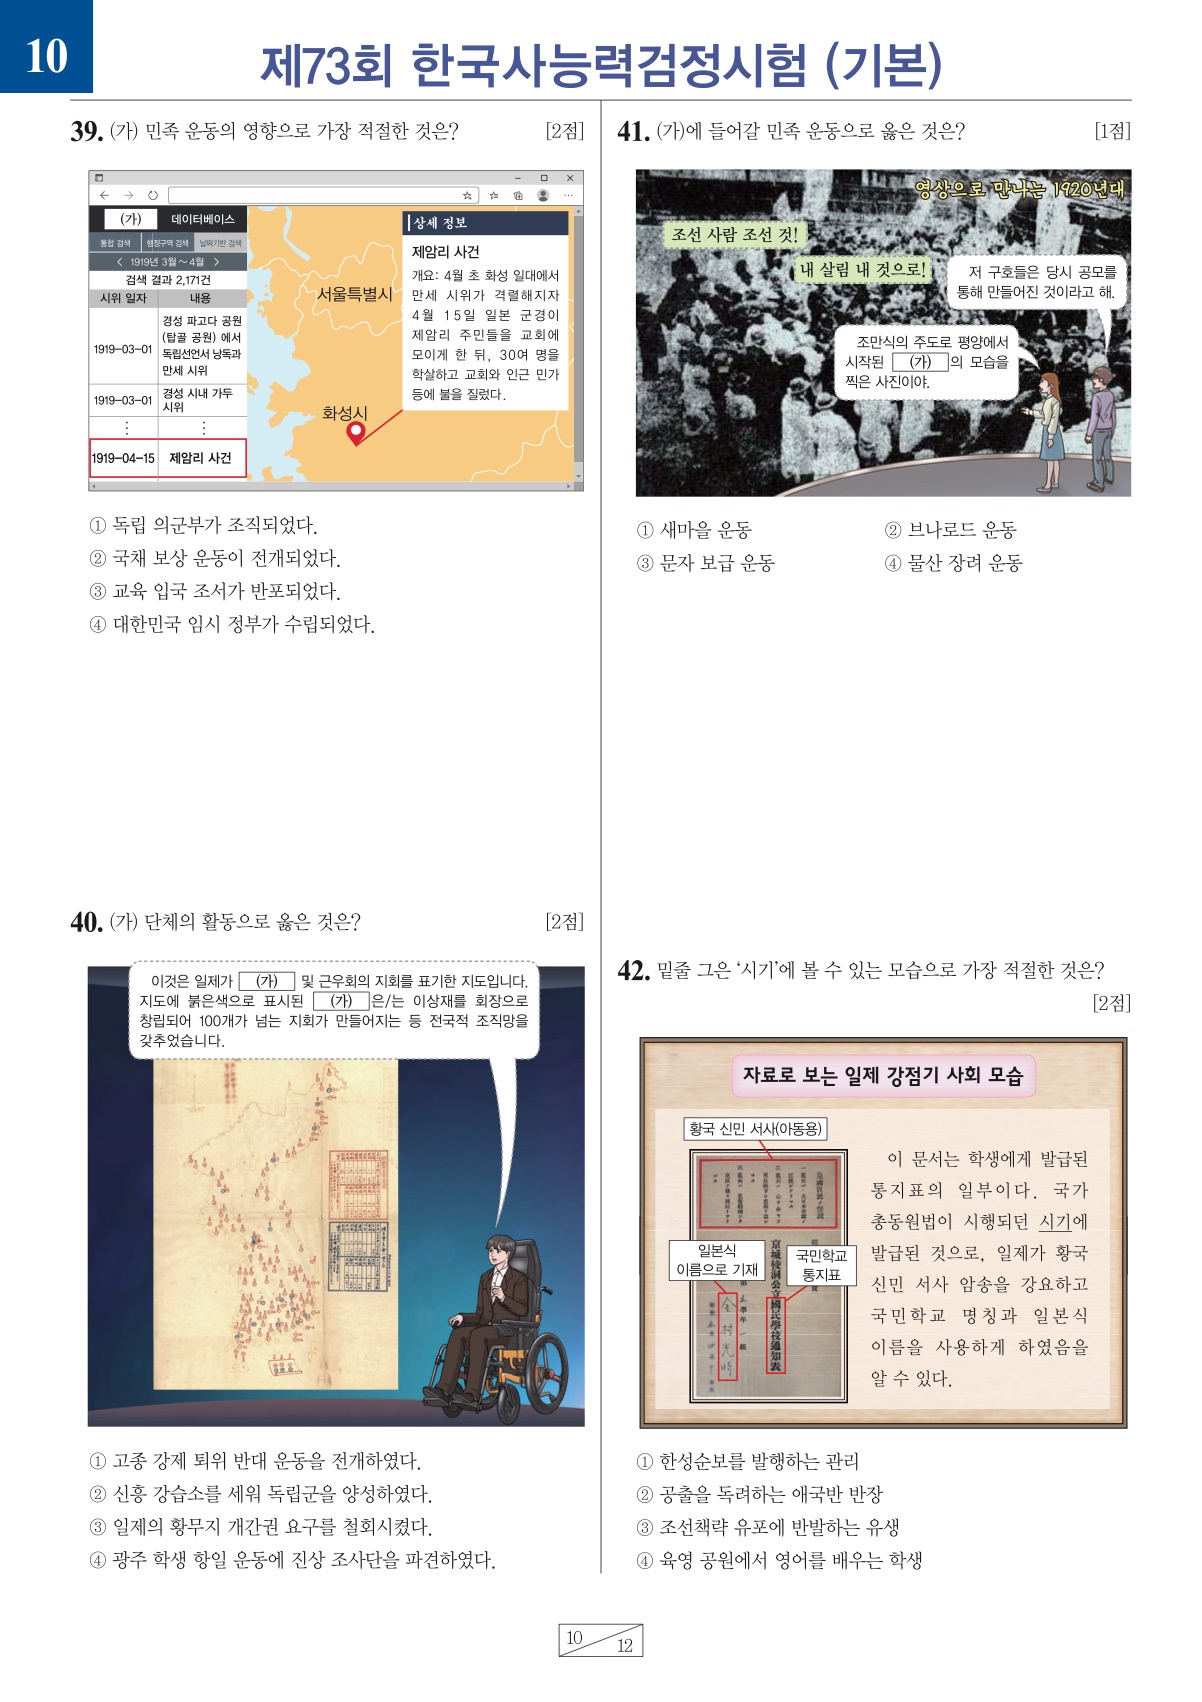 10
제73회 한국사능력검정시험 (기본)
39. (가) 민족 운동의 영향으로 가장 적절한 것은? [2점]
(가) 데이터베이스
통합 검색 행정구역 검색 날짜기반 검색
< 1919년 3월~4월 >
검색 결과 2,171건
시위 일자 내용
1919-03-01 경성 파고다 공원
(탑골 공원) 에서
독립선언서 낭독과
만세 시위
1919-03-01 경성 시내 가두
시위
⋮ ⋮
1919-04-15 제암리 사건
서울특별시
화성시
상세 정보
제암리 사건
개요: 4월 초 화성 일대에서
만세 시위가 격렬해지자
4월 15일 일본 군경이
제암리 주민들을 교회에
모이게 한 뒤, 30여 명을
학살하고 교회와 인근 민가
등에 불을 질렀다.
① 독립 의군부가 조직되었다.
② 국채 보상 운동이 전개되었다.
③ 교육 입국 조서가 반포되었다.
④ 대한민국 임시 정부가 수립되었다.
40. (가) 단체의 활동으로 옳은 것은? [2점]
이것은 일제가 (가) 및 근우회의 지회를 표기한 지도입니다.
지도에 붉은색으로 표시된 (가) 은/는 이상재를 회장으로
창립되어 100개가 넘는 지회가 만들어지는 등 전국적 조직망을
갖추었습니다.
① 고종 강제 퇴위 반대 운동을 전개하였다.
② 신흥 강습소를 세워 독립군을 양성하였다.
③ 일제의 황무지 개간권 요구를 철회시켰다.
④ 광주 학생 항일 운동에 진상 조사단을 파견하였다.
41. (가)에 들어갈 민족 운동으로 옳은 것은? [1점]
영상으로 만나는 1920년대
조선 사람 조선 것!
내 살림 내 것으로!
저 구호들은 당시 공모를
통해 만들어진 것이라고 해.
조만식의 주도로 평양에서
시작된 (가) 의 모습을
찍은 사진이야.
① 새마을 운동 ② 브나로드 운동
③ 문자 보급 운동 ④ 물산 장려 운동
42. 밑줄 그은 ‘시기’에 볼 수 있는 모습으로 가장 적절한 것은?
[2점]
자료로 보는 일제 강점기 사회 모습
황국 신민 서사(아동용)
일본식
이름으로 기재
국민학교
통지표
京城校洞公立國民學校通知表
이 문서는 학생에게 발급된
통지표의 일부이다. 국가
총동원법이 시행되던 시기에
발급된 것으로, 일제가 황국
신민 서사 암송을 강요하고
국민학교 명칭과 일본식
이름을 사용하게 하였음을
알 수 있다.
① 한성순보를 발행하는 관리
② 공출을 독려하는 애국반 반장
③ 조선책략 유포에 반발하는 유생
④ 육영 공원에서 영어를 배우는 학생
10
12